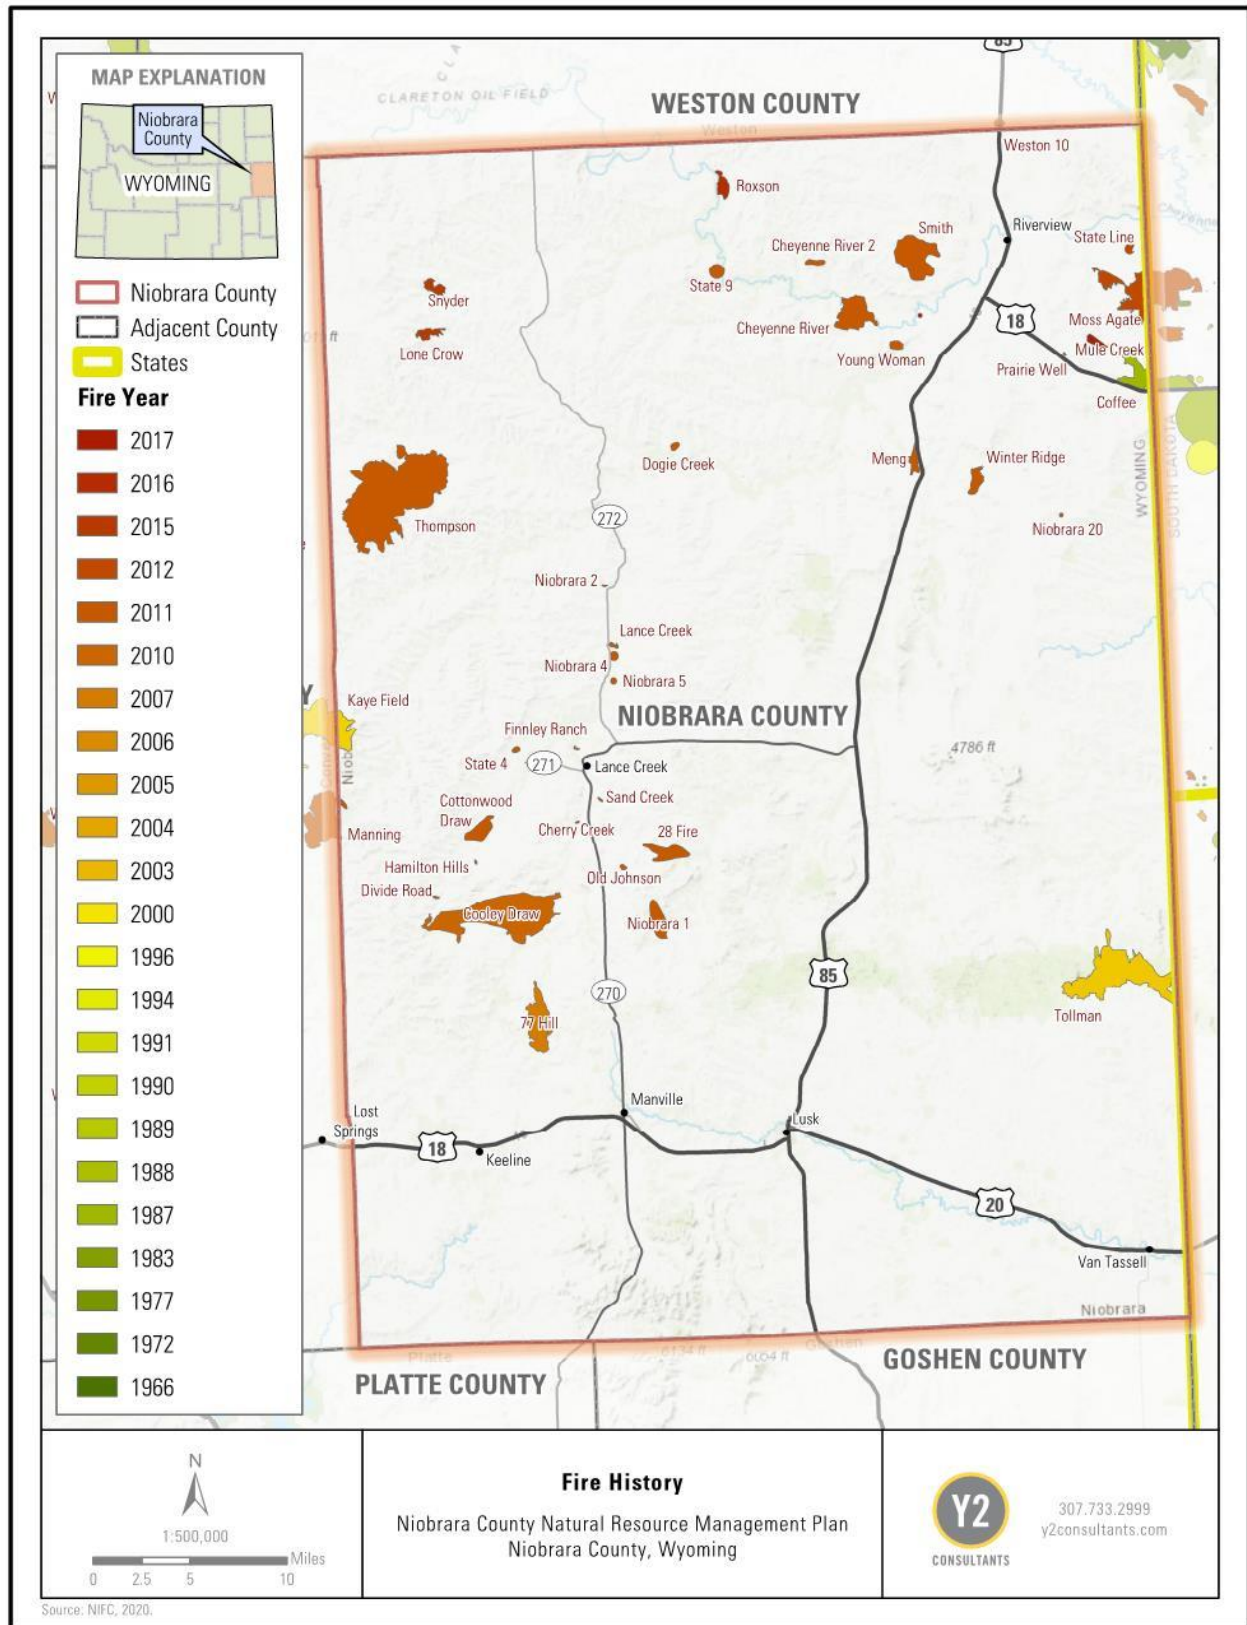 MAP EXPLANATION
Niobrara
County
WYOMING
Niobrara County
Adjacent County
States
Fire Year
2017
2016
2015
2012
2011
2010
2007
2006
2005
2004
2003
2000
1996
1994
1991
1990
1989
1988
1987
1983
1977
1972
1966
CLARETON OIL FIELD
WESTON COUNTY
Weston
85
Weston 10
Roxson
Riverview
Smith
State Line
Cheyenne River 2
State 9
Snyder
Cheyenne
18
Moss Agate
Cheyenne River
Lone Crow
Young Woman
Mule Creek
Prairie Well
Coffee
WYOMING
SOUTH DAKOTA
Dogie Creek
Meng
Winter Ridge
272
Thompson
Niobrara 20
Niobrara 2
Lance Creek
Niobrara 4
Niobrara 5
Kaye Field
NIOBRARA COUNTY
Finnley Ranch
4786 ft
State 4
271
Lance Creek
Cottonwood
Draw
Sand Creek
Manning
Cherry Creek
28 Fire
Hamilton Hills
Old Johnson
Divide Road
Cooley Draw
Niobrara 1
85
270
77 Hill
Tollman
Manville
Lost
Springs
Lusk
18
Keeline
20
Van Tassell
Niobrara
Platte
6134 ft
6064 ft
Goshen
GOSHEN COUNTY
PLATTE COUNTY
N
1:500,000
Miles
0 2.5 5 10
Fire History
Niobrara County Natural Resource Management Plan
Niobrara County, Wyoming
Y2
CONSULTANTS
307.733.2999
y2consultants.com
Source: NIFC, 2020.